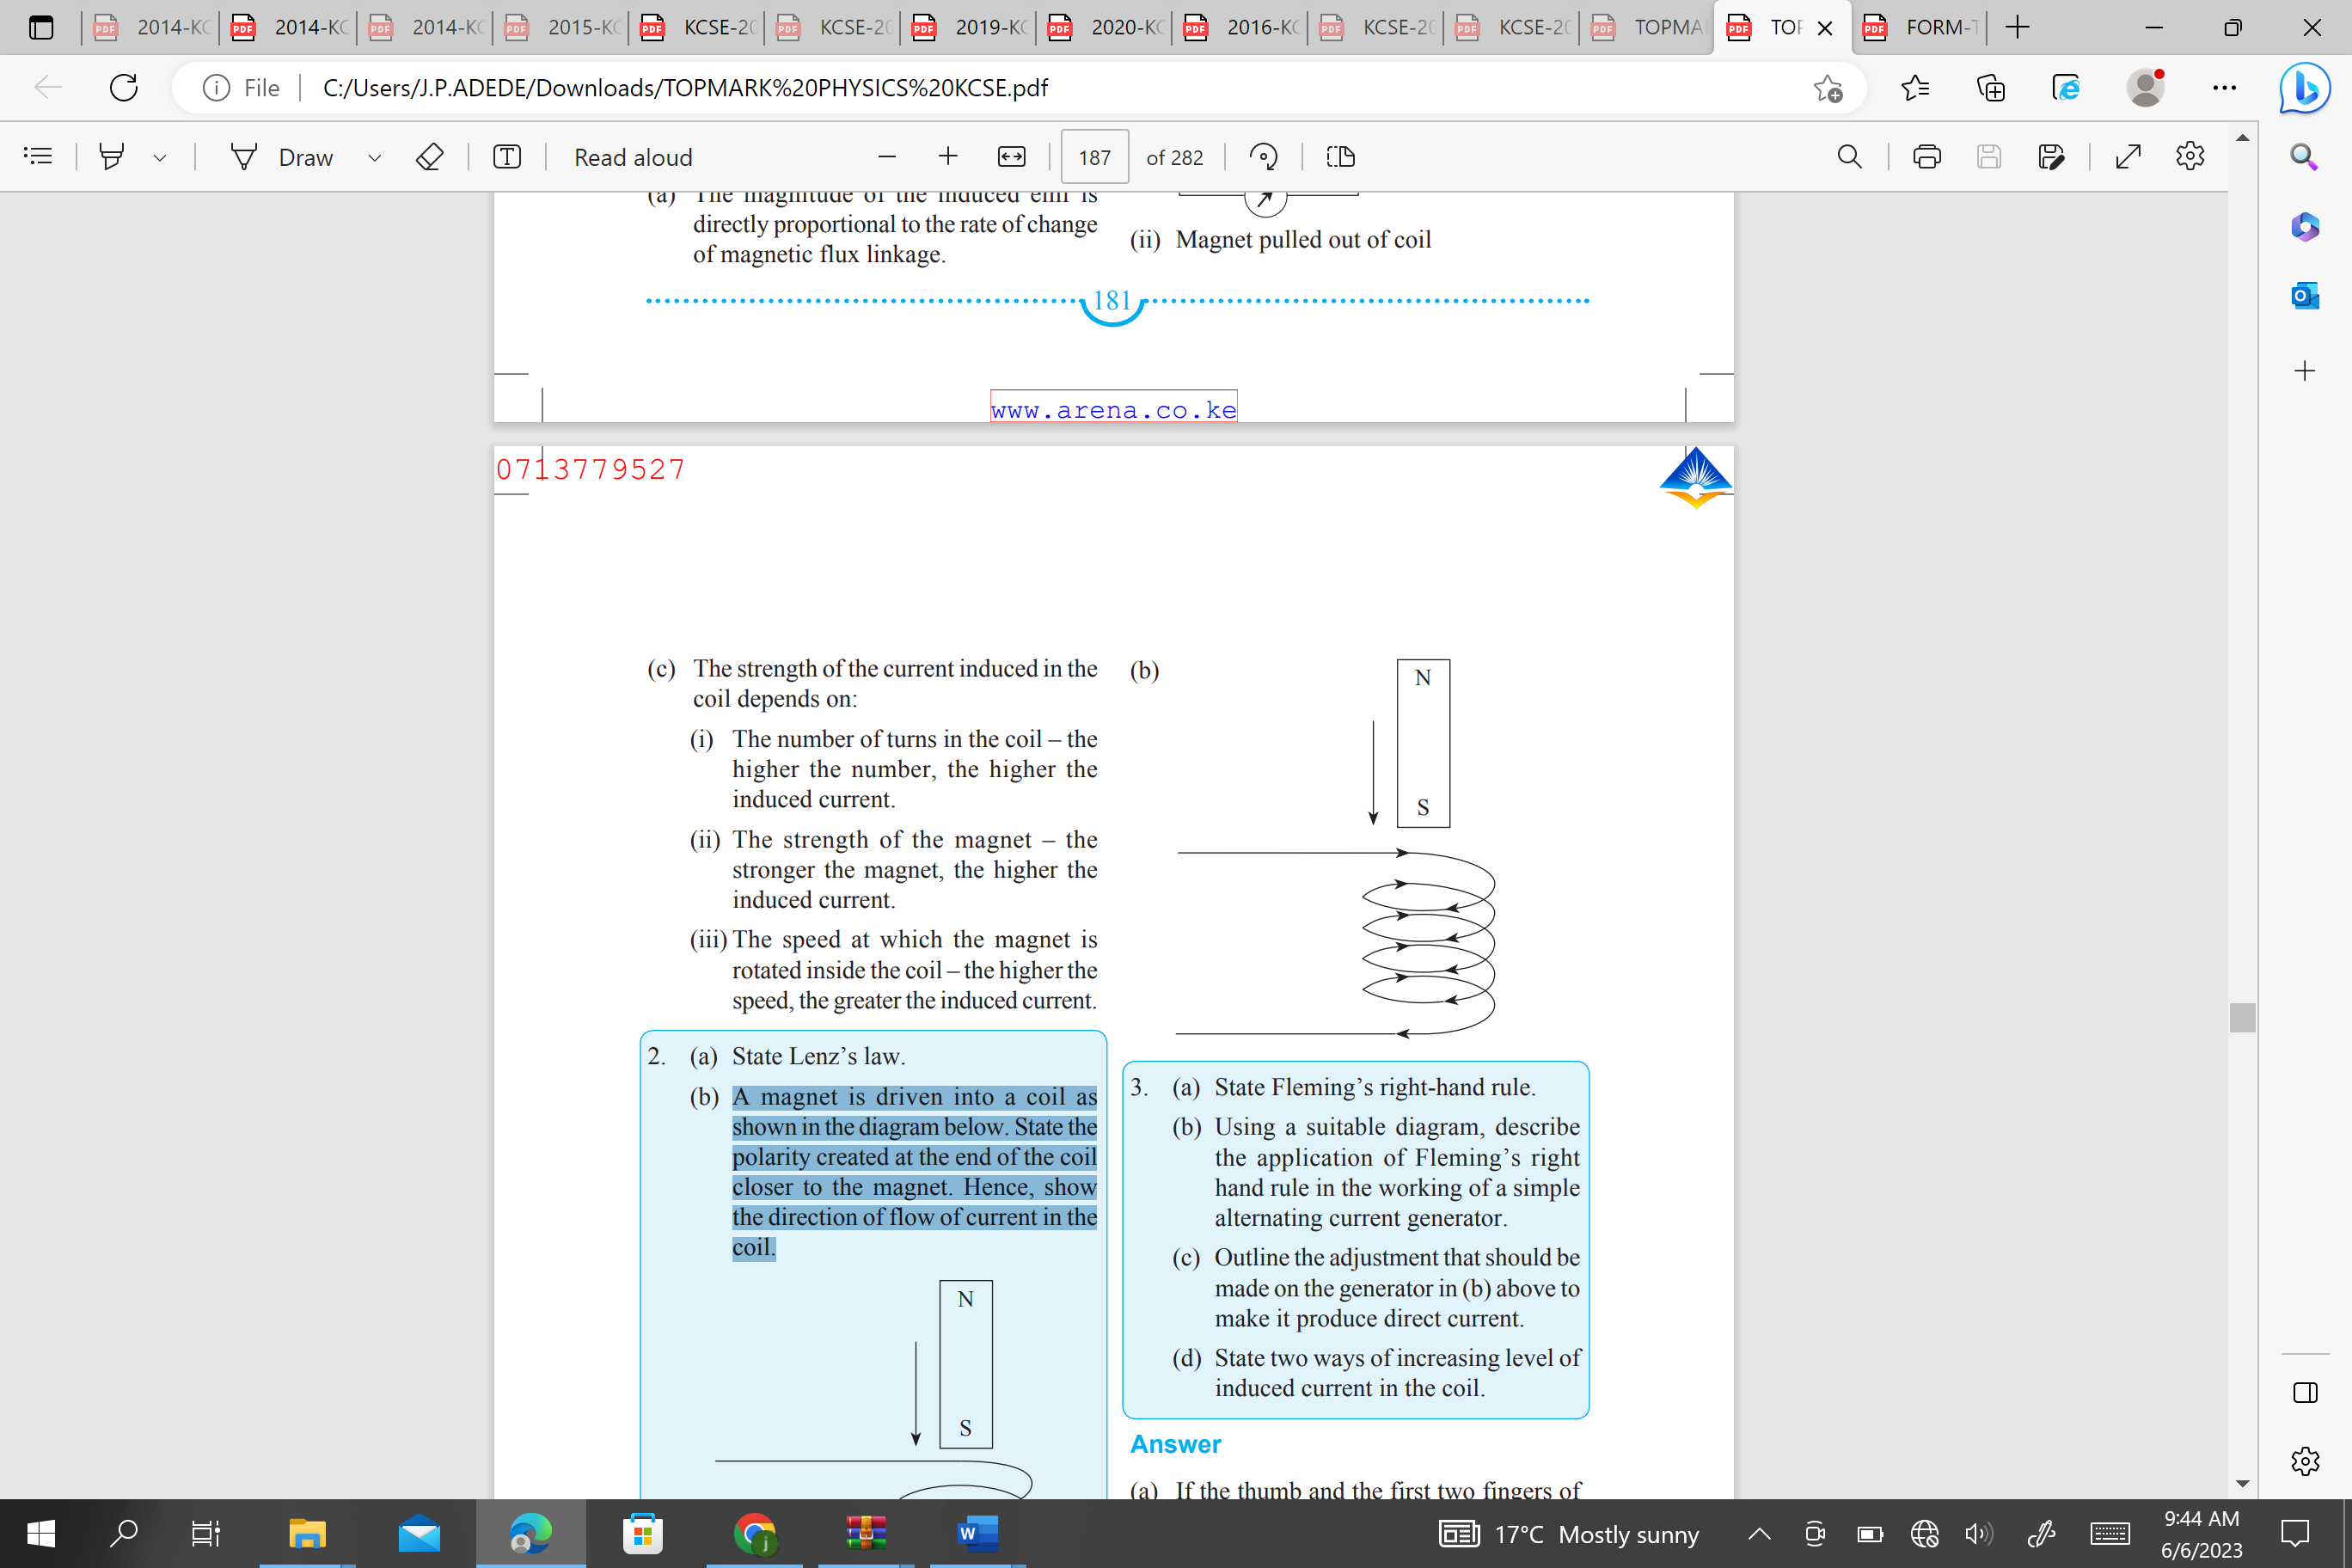 2014-KC
2014-KC
2014-KC
2015-KC
KCSE-20
KCSE-20
2019-KC
2020-KC
2016-KC
KCSE-20
KCSE-20
TOPMA
TOP
FORM-T
File C:/Users/J.P.ADEDE/Downloads/TOPMARK%20PHYSICS%20KCSE.pdf
Draw Read aloud 187 of 282
(a) The magnitude of the induced emf is
directly proportional to the rate of change
of magnetic flux linkage.
(ii) Magnet pulled out of coil
181
www.arena.co.ke
0713779527
(c) The strength of the current induced in the
coil depends on:
(i) The number of turns in the coil – the
higher the number, the higher the
induced current.
(ii) The strength of the magnet – the
stronger the magnet, the higher the
induced current.
(iii) The speed at which the magnet is
rotated inside the coil – the higher the
speed, the greater the induced current.
2. (a) State Lenz's law.
(b) A magnet is driven into a coil as
shown in the diagram below. State the
polarity created at the end of the coil
closer to the magnet. Hence, show
the direction of flow of current in the
coil.
N
S
(b)
N
S
3. (a) State Fleming's right-hand rule.
(b) Using a suitable diagram, describe
the application of Fleming's right
hand rule in the working of a simple
alternating current generator.
(c) Outline the adjustment that should be
made on the generator in (b) above to
make it produce direct current.
(d) State two ways of increasing level of
induced current in the coil.
Answer
(a) If the thumb and the first two fingers of
17°C Mostly sunny
9:44 AM
6/6/2023